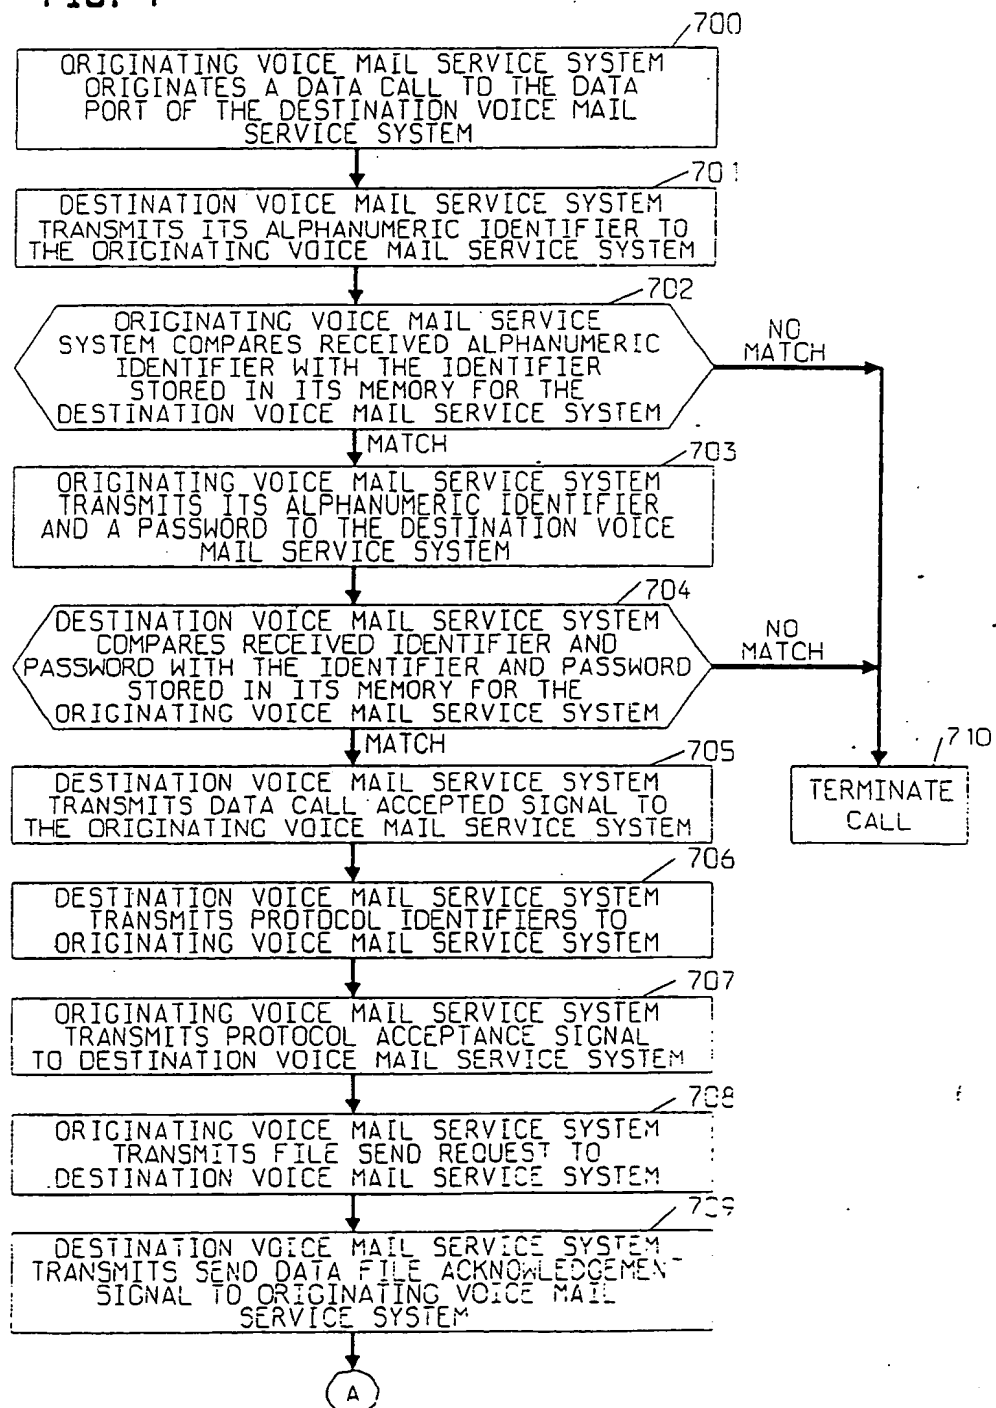 FIG. 7
700
ORIGINATING VOICE MAIL SERVICE SYSTEM
ORIGINATES A DATA CALL TO THE DATA
PORT OF THE DESTINATION VOICE MAIL
SERVICE SYSTEM
701
DESTINATION VOICE MAIL SERVICE SYSTEM
TRANSMITS ITS ALPHANUMERIC IDENTIFIER TO
THE ORIGINATING VOICE MAIL SERVICE SYSTEM
702
ORIGINATING VOICE MAIL SERVICE
SYSTEM COMPARES RECEIVED ALPHANUMERIC
IDENTIFIER WITH THE IDENTIFIER
STORED IN ITS MEMORY FOR THE
DESTINATION VOICE MAIL SERVICE SYSTEM
NO
MATCH
MATCH
703
ORIGINATING VOICE MAIL SERVICE SYSTEM
TRANSMITS ITS ALPHANUMERIC IDENTIFIER
AND A PASSWORD TO THE DESTINATION VOICE
MAIL SERVICE SYSTEM
704
DESTINATION VOICE MAIL SERVICE SYSTEM
COMPARES RECEIVED IDENTIFIER AND
PASSWORD WITH THE IDENTIFIER AND PASSWORD
STORED IN ITS MEMORY FOR THE
ORIGINATING VOICE MAIL SERVICE SYSTEM
NO
MATCH
MATCH
710
TERMINATE
CALL
705
DESTINATION VOICE MAIL SERVICE SYSTEM
TRANSMITS DATA CALL ACCEPTED SIGNAL TO
THE ORIGINATING VOICE MAIL SERVICE SYSTEM
706
DESTINATION VOICE MAIL SERVICE SYSTEM
TRANSMITS PROTOCOL IDENTIFIERS TO
ORIGINATING VOICE MAIL SERVICE SYSTEM
707
ORIGINATING VOICE MAIL SERVICE SYSTEM
TRANSMITS PROTOCOL ACCEPTANCE SIGNAL
TO DESTINATION VOICE MAIL SERVICE SYSTEM
708
ORIGINATING VOICE MAIL SERVICE SYSTEM
TRANSMITS FILE SEND REQUEST TO
DESTINATION VOICE MAIL SERVICE SYSTEM
709
DESTINATION VOICE MAIL SERVICE SYSTEM
TRANSMITS SEND DATA FILE ACKNOWLEDGEMENT
SIGNAL TO ORIGINATING VOICE MAIL
SERVICE SYSTEM
A